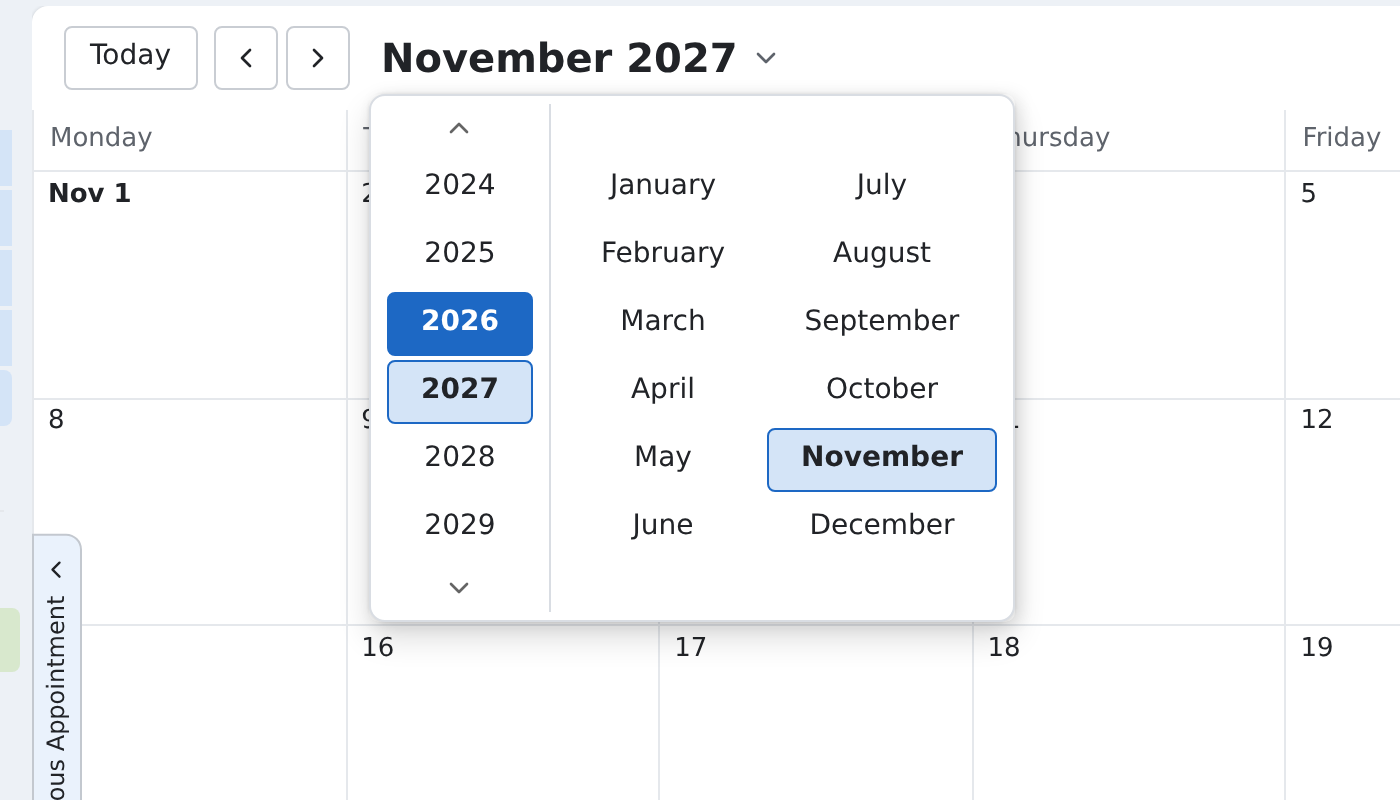 Today
November 2027
Monday
Friday
Nov 1
5
8
12
16
17
18
19
2024
2025
2026
2027
2028
2029
January
July
February
August
March
September
April
October
May
November
June
December
Appointment